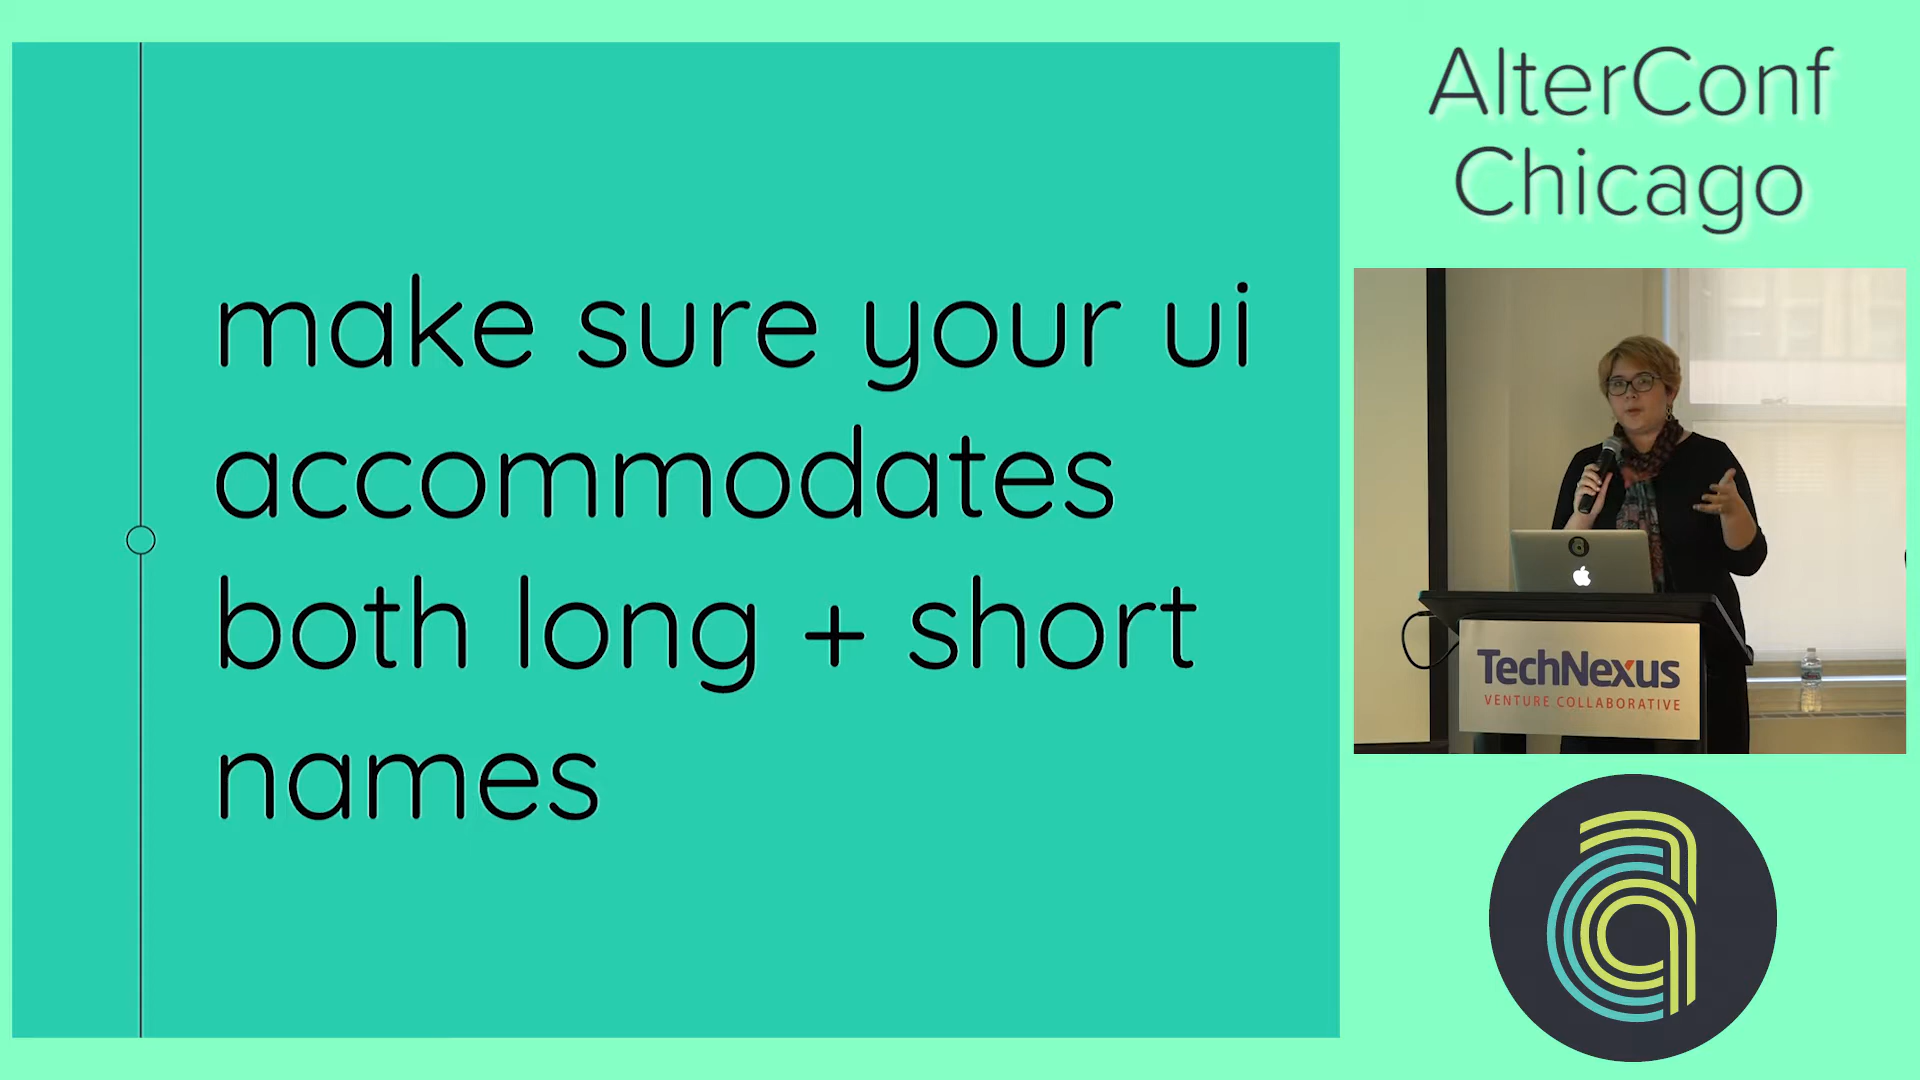 make sure your ui
accommodates
both long + short
names
AlterConf
Chicago
TechNexus
VENTURE COLLABORATIVE